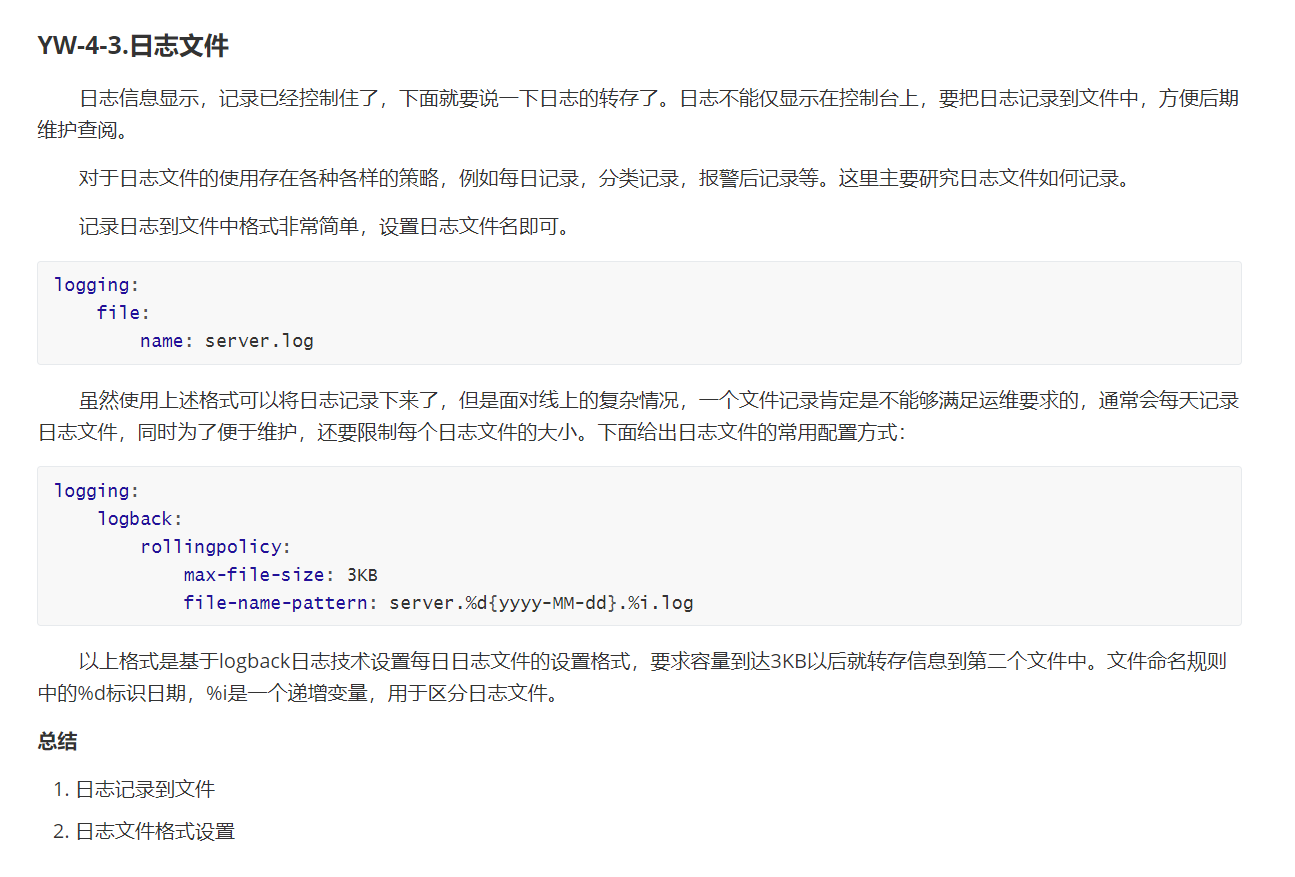 YW-4-3.日志文件
日志信息显示，记录已经控制住了，下面就要说一下日志的转存了。日志不能仅显示在控制台上，要把日志记录到文件中，方便后期
维护查阅。
对于日志文件的使用存在各种各样的策略，例如每日记录，分类记录，报警后记录等。这里主要研究日志文件如何记录。
记录日志到文件中格式非常简单，设置日志文件名即可。
logging:
    file:
        name: server.log
虽然使用上述格式可以将日志记录下来了，但是面对线上的复杂情况，一个文件记录肯定是不能够满足运维要求的，通常会每天记录
日志文件，同时为了便于维护，还要限制每个日志文件的大小。下面给出日志文件的常用配置方式：
logging:
    logback:
        rollingpolicy:
            max-file-size: 3KB
            file-name-pattern: server.%d{yyyy-MM-dd}.%i.log
以上格式是基于logback日志技术设置每日日志文件的设置格式，要求容量到达3KB以后就转存信息到第二个文件中。文件命名规则
中的%d标识日期，%i是一个递增变量，用于区分日志文件。
总结
1. 日志记录到文件
2. 日志文件格式设置